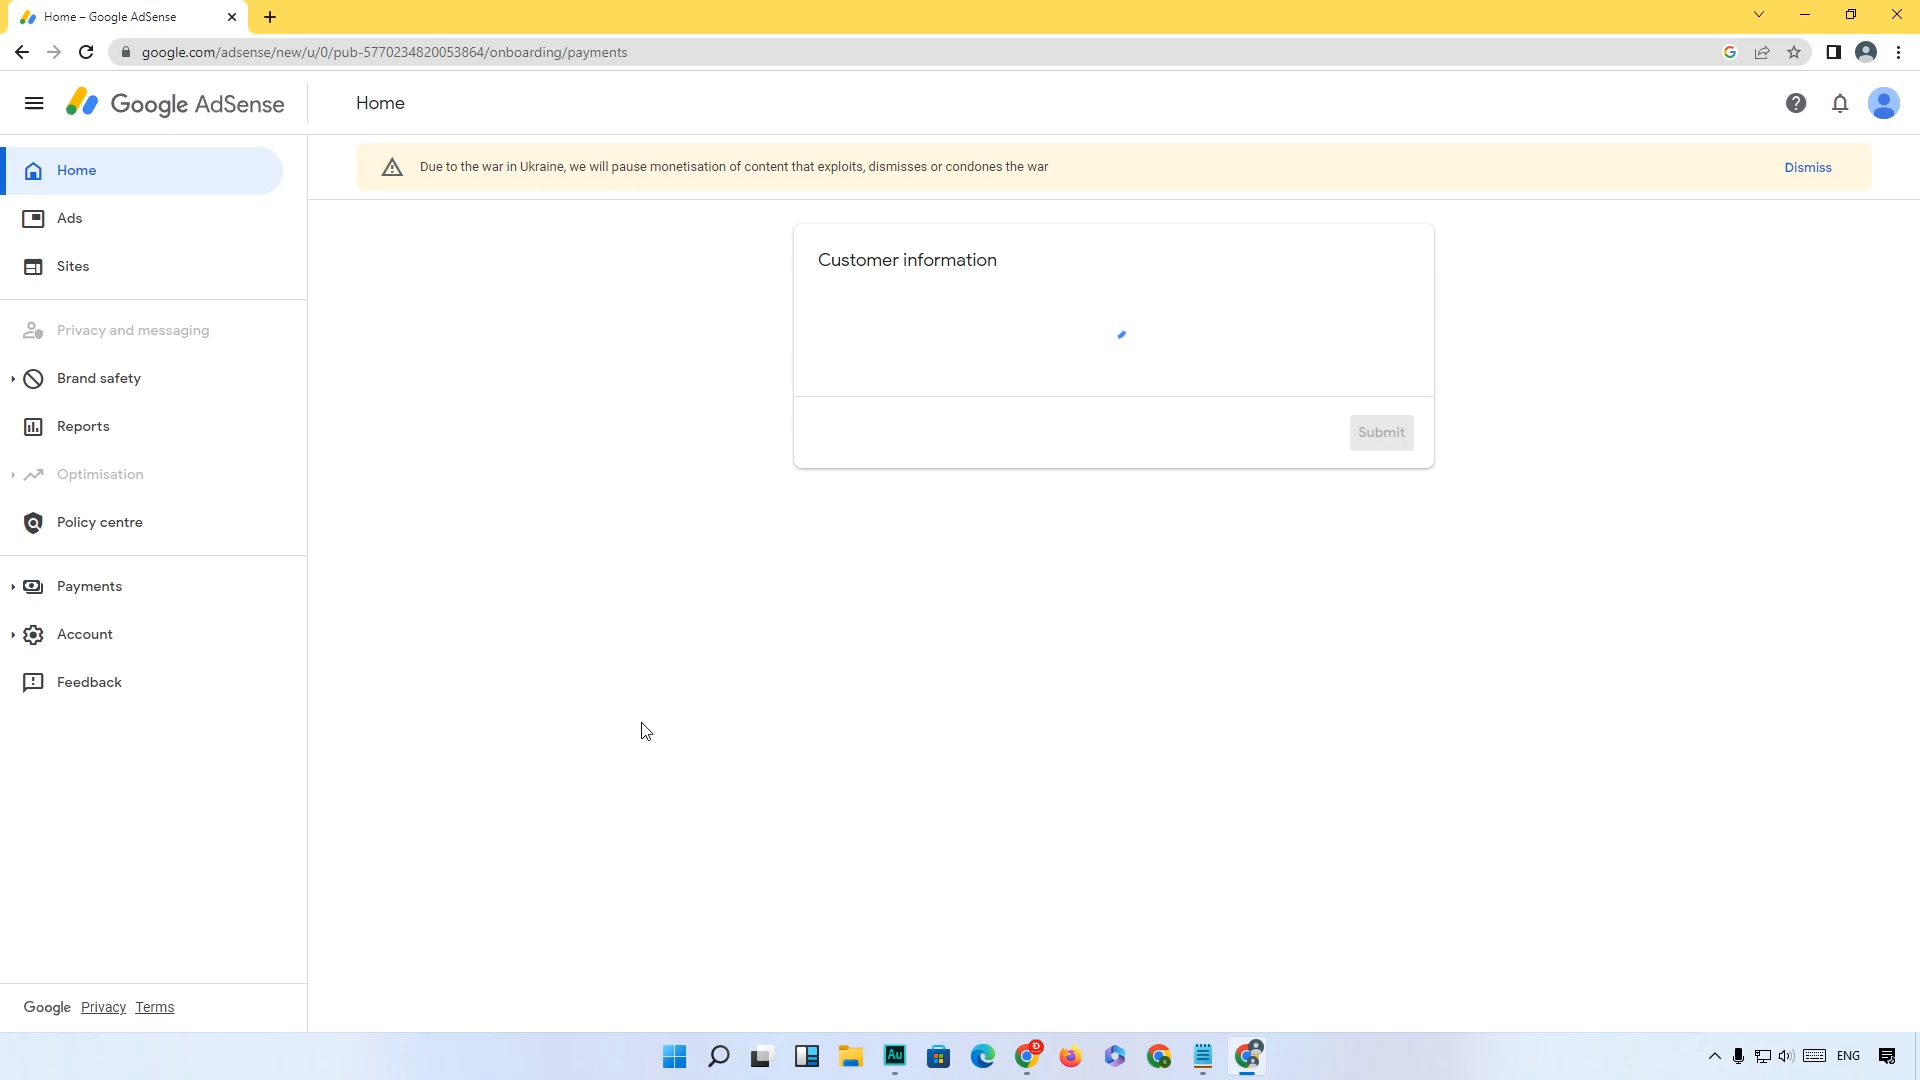 Home – Google AdSense
google.com/adsense/new/u/0/pub-5770234820053864/onboarding/payments
Google AdSense
Home
Home
Due to the war in Ukraine, we will pause monetisation of content that exploits, dismisses or condones the war
Dismiss
Ads
Sites
Customer information
Privacy and messaging
Brand safety
Reports
Submit
Optimisation
Policy centre
Payments
Account
Feedback
Google Privacy Terms
Au
ENG